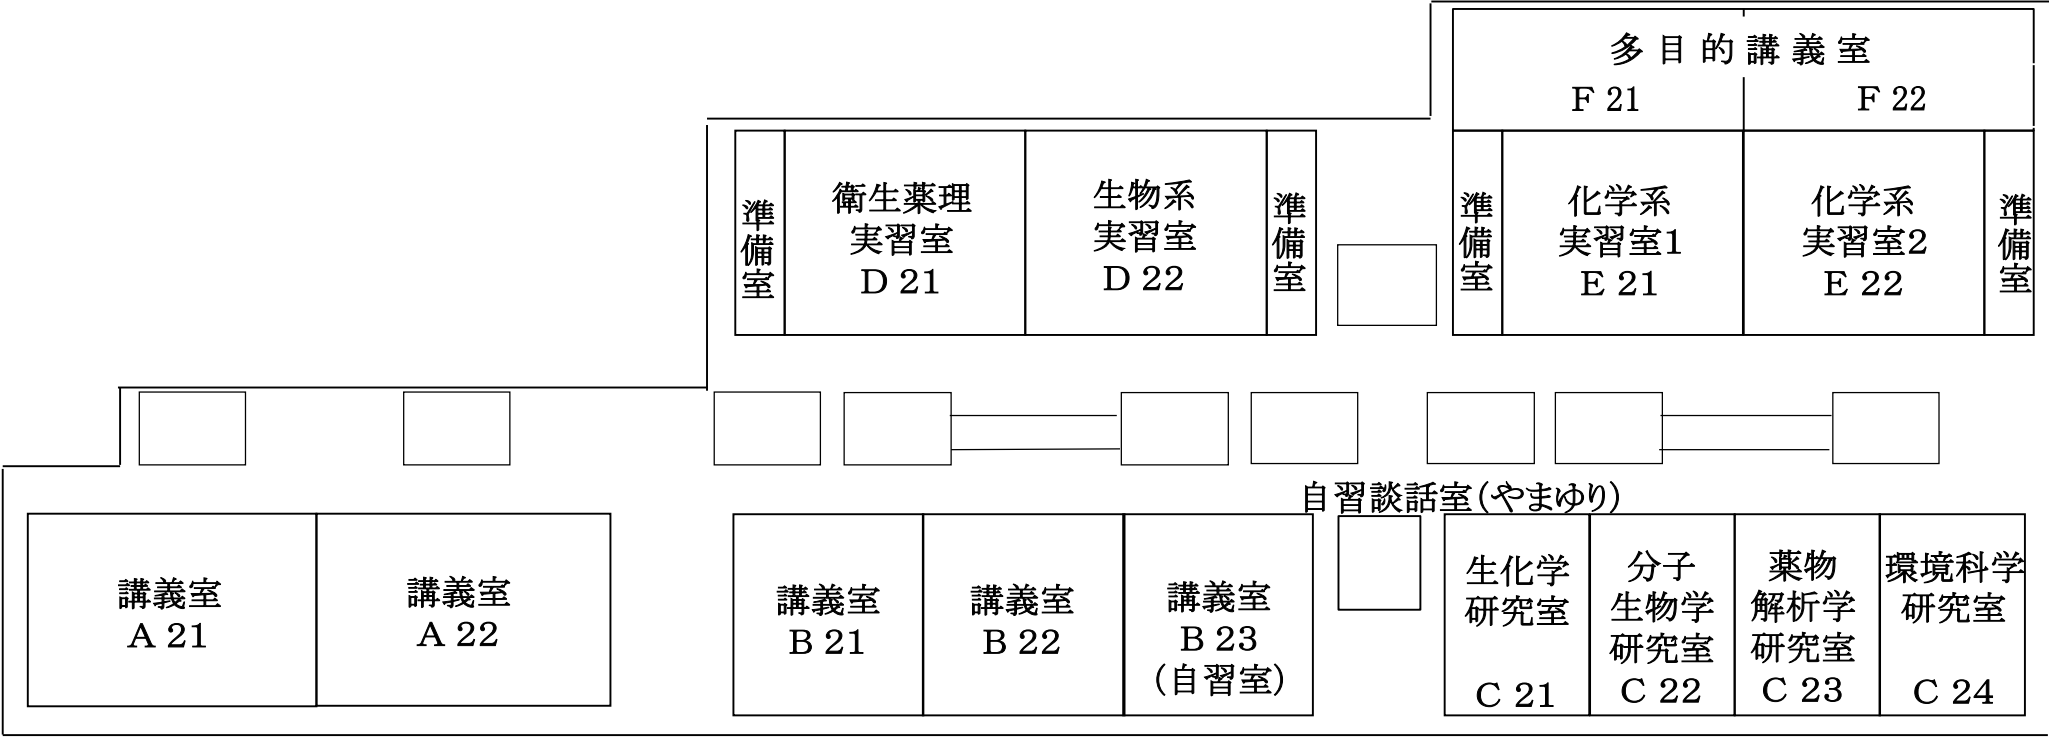 多目的講義室
F 21
F 22
準備室
衛生薬理
実習室
D 21
生物系
実習室
D 22
準備室
準備室
化学系
実習室1
E 21
化学系
実習室2
E 22
準備室
自習談話室(やまゆり)
講義室
A 21
講義室
A 22
講義室
B 21
講義室
B 22
講義室
B 23
(自習室)
生化学
研究室
C 21
分子
生物学
研究室
C 22
薬物
解析学
研究室
C 23
環境科学
研究室
C 24